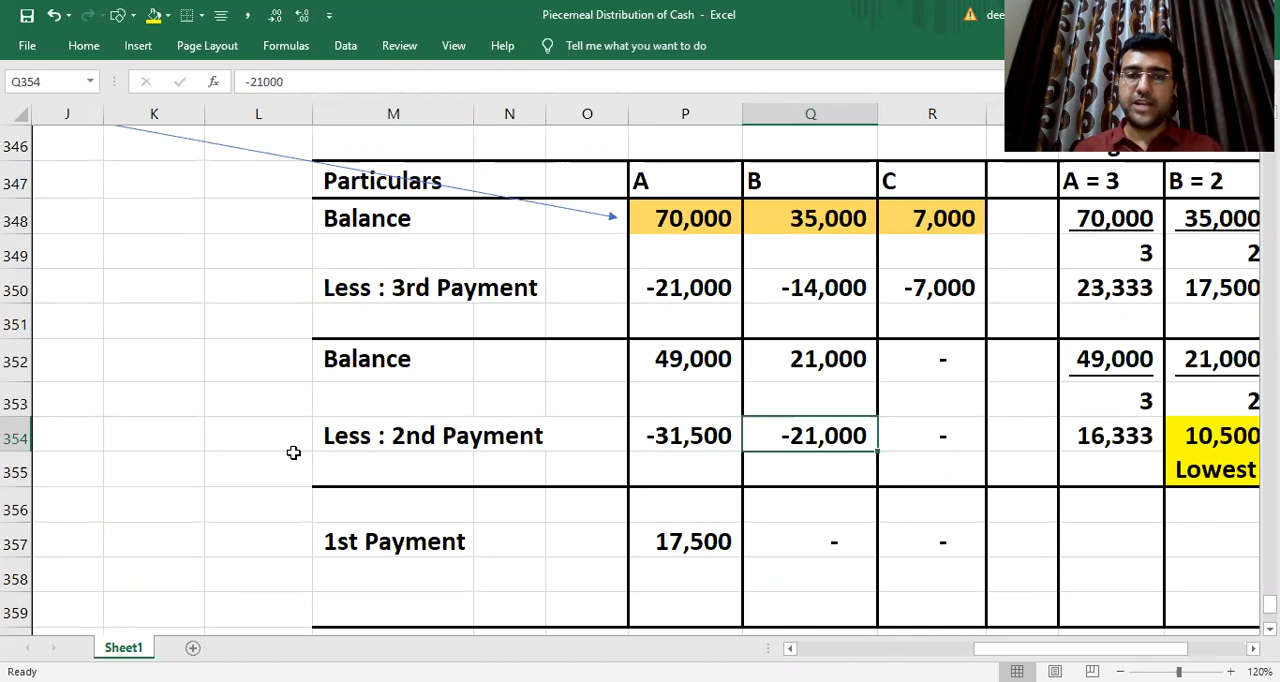 Piecemeal Distribution of Cash - Excel
dee
File Home Insert Page Layout Formulas Data Review View Help Tell me what you want to do
Q354 fx -21000
J K L M N O P Q R
346
347 Particulars A B C A = 3 B = 2
348 Balance 70,000 35,000 7,000 70,000 35,000
349 3 2
350 Less : 3rd Payment -21,000 -14,000 -7,000 23,333 17,500
351
352 Balance 49,000 21,000 - 49,000 21,000
353 3 2
354 Less : 2nd Payment -31,500 -21,000 - 16,333 10,500
355 Lowest
356
357 1st Payment 17,500 - -
358
359
Sheet1
Ready 120%